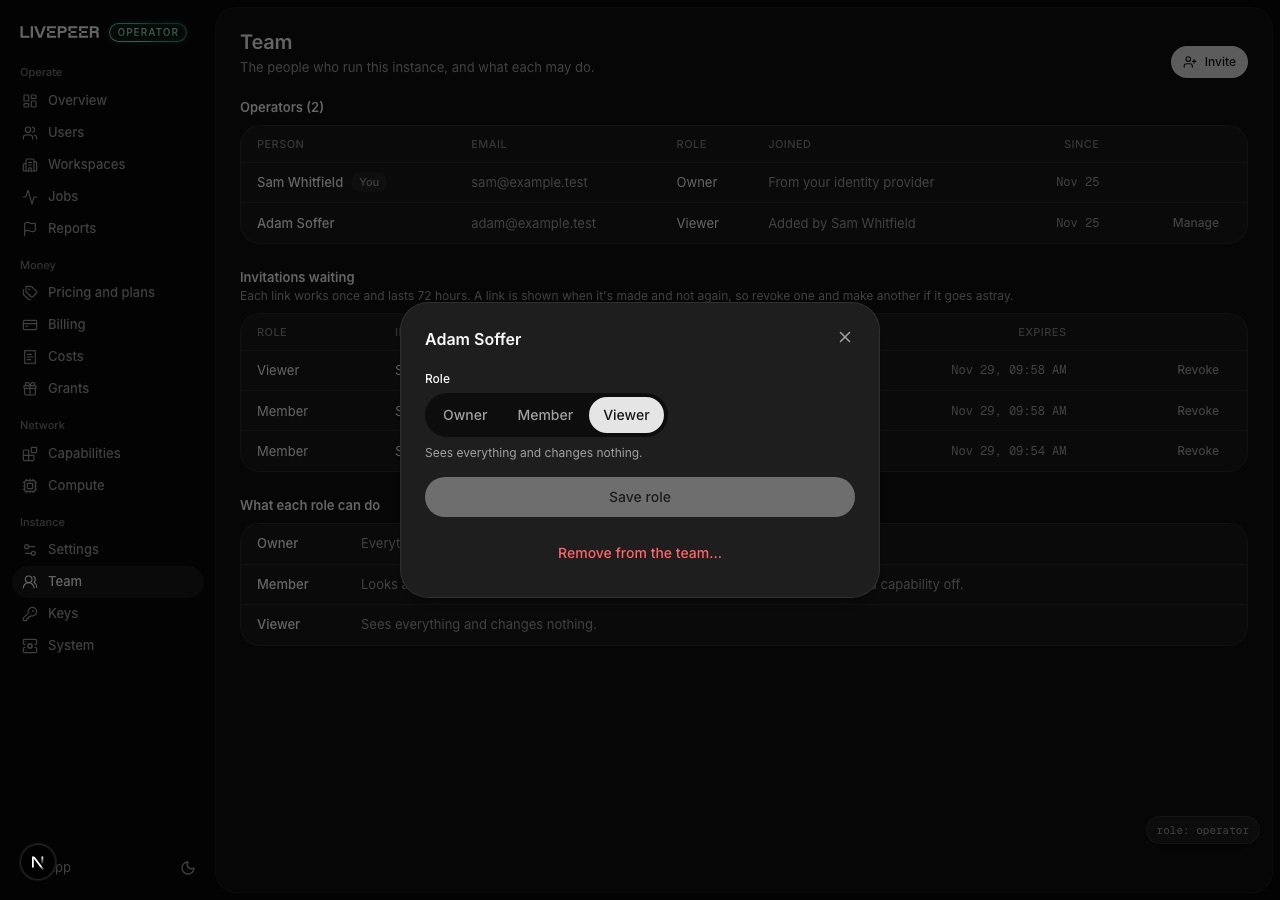 LIVEPEER OPERATOR
Operate
Overview
Users
Workspaces
Jobs
Reports
Money
Pricing and plans
Billing
Costs
Grants
Network
Capabilities
Compute
Instance
Settings
Team
Keys
System
N
pp
Team
The people who run this instance, and what each may do.
Invite
Operators (2)
PERSON EMAIL ROLE JOINED SINCE
Sam Whitfield You sam@example.test Owner From your identity provider Nov 25
Adam Soffer adam@example.test Viewer Added by Sam Whitfield Nov 25 Manage
Invitations waiting
Each link works once and lasts 72 hours. A link is shown when it's made and not again, so revoke one and make another if it goes astray.
ROLE EXPIRES
Viewer Nov 29, 09:58 AM Revoke
Member Nov 29, 09:58 AM Revoke
Member Nov 29, 09:54 AM Revoke
What each role can do
Owner
Member Looks capability off.
Viewer Sees everything and changes nothing.
Adam Soffer
Role
Owner Member Viewer
Sees everything and changes nothing.
Save role
Remove from the team...
role: operator